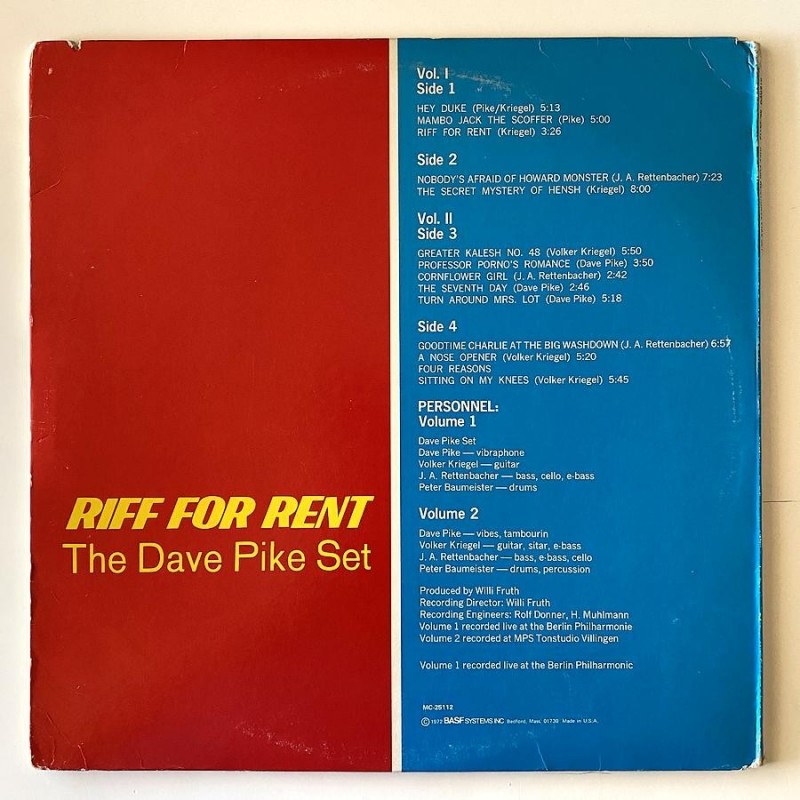 RIFF FOR RENT
The Dave Pike Set
Vol. I
Side 1
HEY DUKE (Pike/Kriegel) 5:13
MAMBO JACK THE SCOFFER (Pike) 5:00
RIFF FOR RENT (Kriegel) 3:26
Side 2
NOBODY'S AFRAID OF HOWARD MONSTER (J. A. Rettenbacher) 7:23
THE SECRET MYSTERY OF HENSH (Kriegel) 8:00
Vol. II
Side 3
GREATER KALESH NO. 48 (Volker Kriegel) 5:50
PROFESSOR PORNO'S ROMANCE (Dave Pike) 3:50
CORNFLOWER GIRL (J. A. Rettenbacher) 2:42
THE SEVENTH DAY (Dave Pike) 2:46
TURN AROUND MRS. LOT (Dave Pike) 5:18
Side 4
GOODTIME CHARLIE AT THE BIG WASHDOWN (J. A. Rettenbacher) 6:57
A NOSE OPENER (Volker Kriegel) 5:20
FOUR REASONS
SITTING ON MY KNEES (Volker Kriegel) 5:45
PERSONNEL:
Volume 1
Dave Pike Set
Dave Pike — vibraphone
Volker Kriegel — guitar
J. A. Rettenbacher — bass, cello, e-bass
Peter Baumeister — drums
Volume 2
Dave Pike — vibes, tambourin
Volker Kriegel — guitar, sitar, e-bass
J. A. Rettenbacher — bass, e-bass, cello
Peter Baumeister — drums, percussion
Produced by Willi Fruth
Recording Director: Willi Fruth
Recording Engineers: Rolf Donner, H. Muhlmann
Volume 1 recorded live at the Berlin Philharmonie
Volume 2 recorded at MPS Tonstudio Villingen
Volume 1 recorded live at the Berlin Philharmonic
MC-25112
© 1972 BASF SYSTEMS INC Bedford, Mass. 01730 Made in U.S.A.